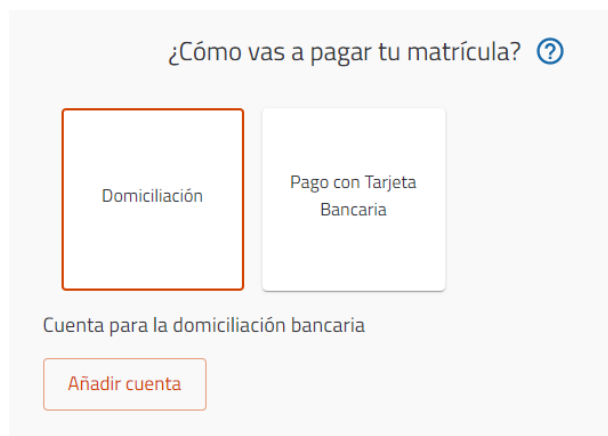 ¿Cómo vas a pagar tu matrícula? ?
Domiciliación
Pago con Tarjeta
Bancaria
Cuenta para la domiciliación bancaria
Añadir cuenta